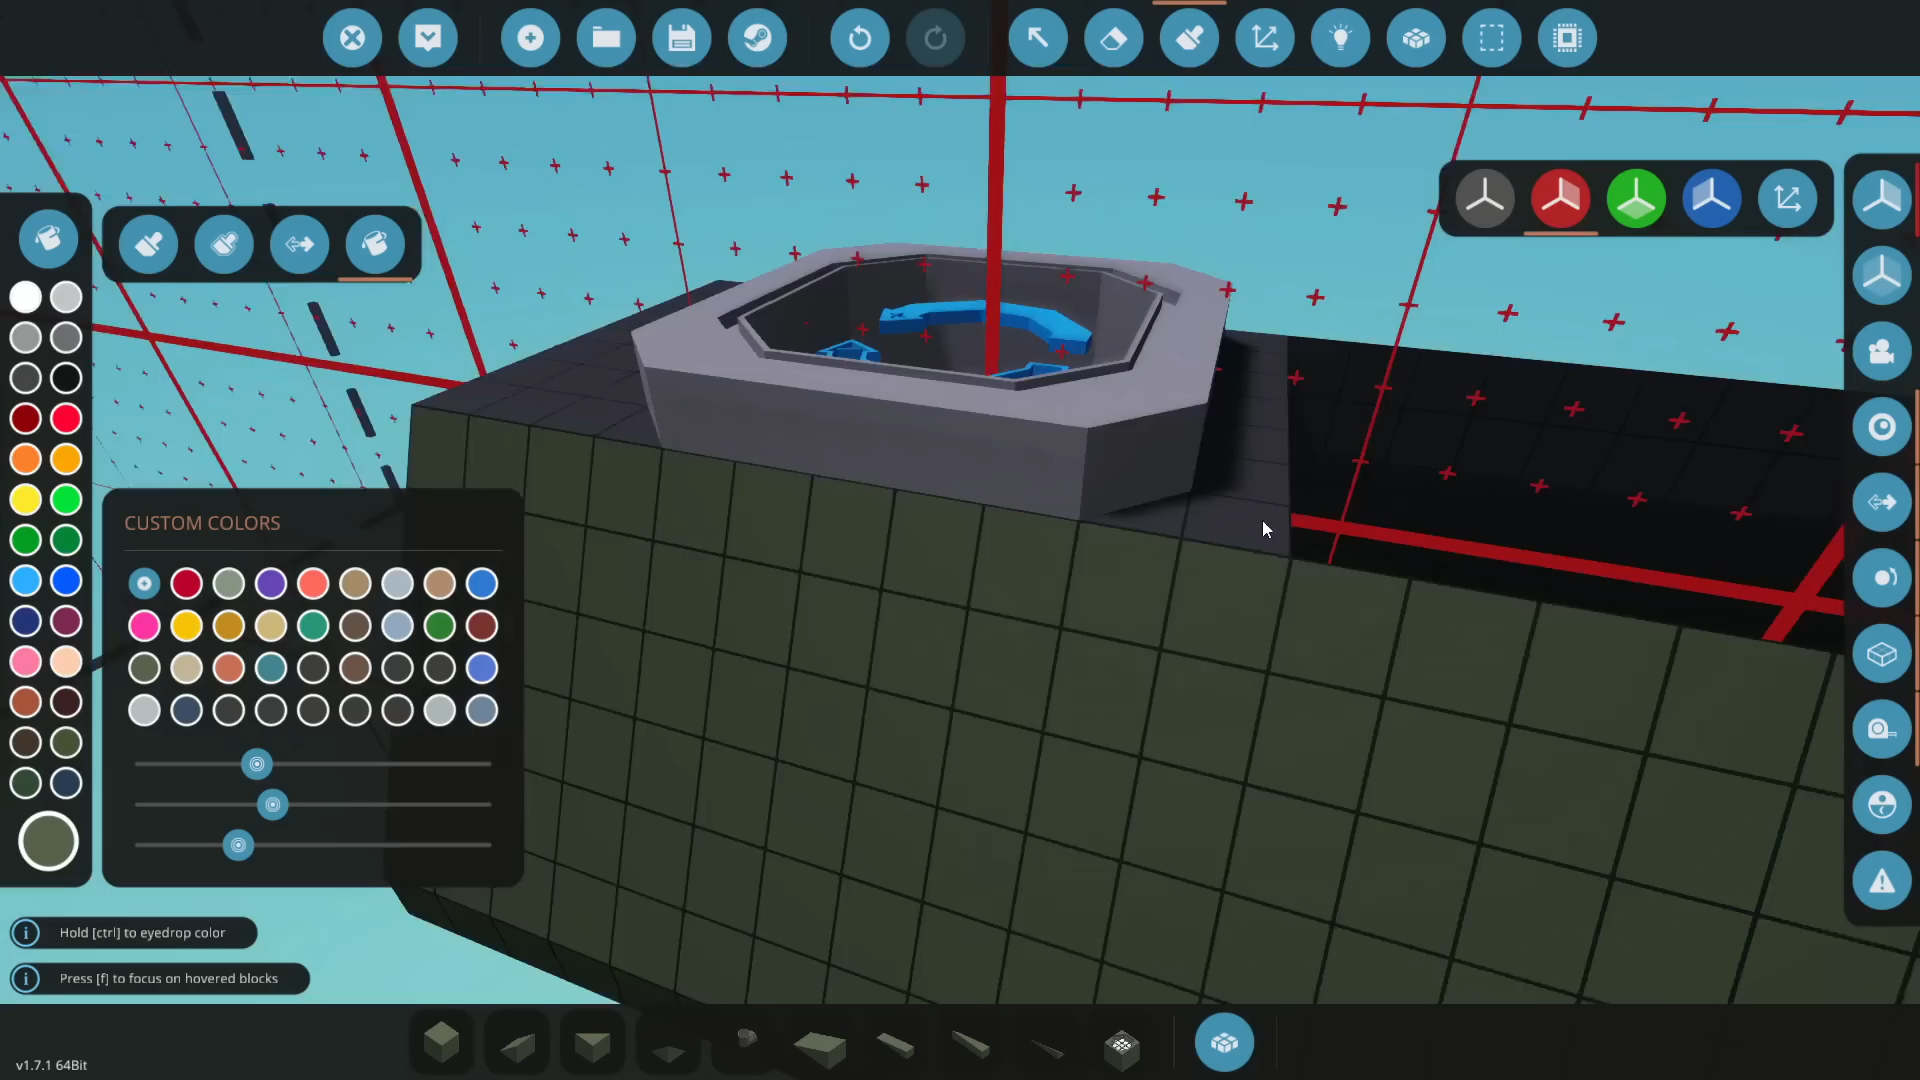 CUSTOM COLORS
Hold [ctrl] to eyedrop color
Press [f] to focus on hovered blocks
v1.7.1 64Bit